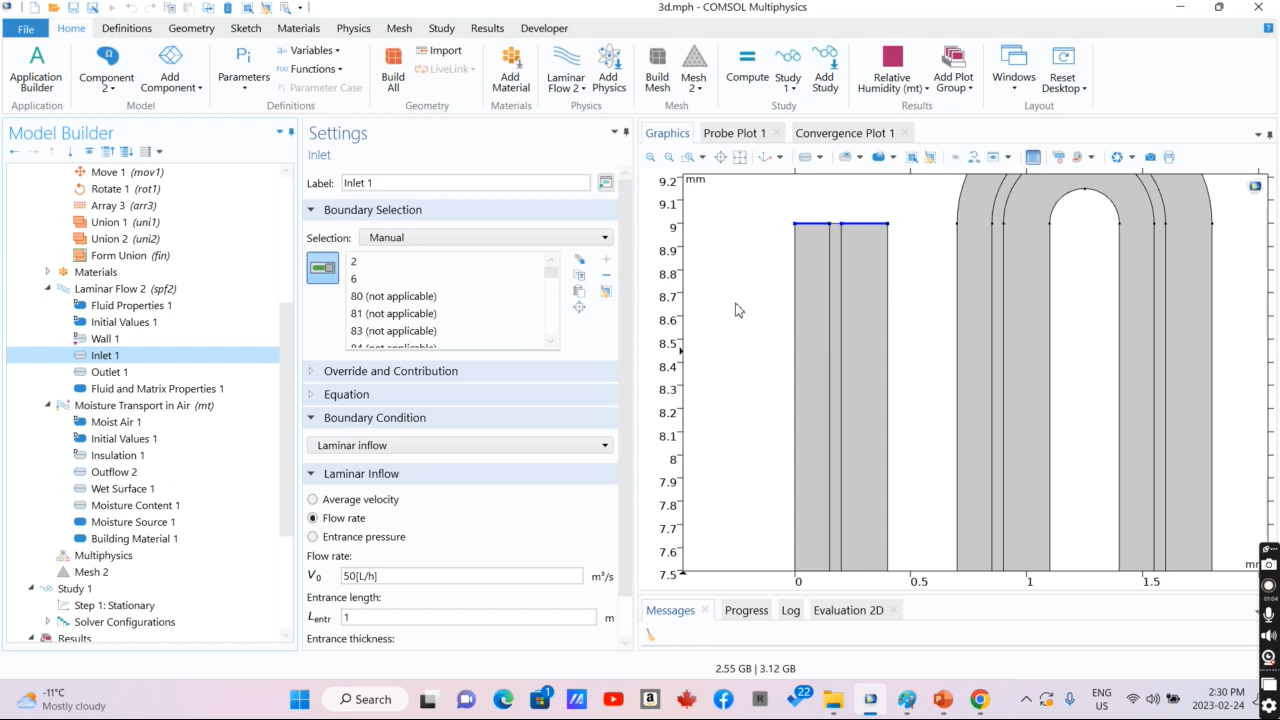 3d.mph - COMSOL Multiphysics
File Home Definitions Geometry Sketch Materials Physics Mesh Study Results Developer
Application Builder
Component 2
Add Component
Parameters
a= Variables
f(x) Functions
Pi Parameter Case
Build All
Import
LiveLink
Add Material
Laminar Flow 2
Add Physics
Build Mesh
Mesh 2
Compute
Study 1
Add Study
Relative Humidity (mt)
Add Plot Group
Windows
Reset Desktop
Application Model Definitions Geometry Materials Physics Mesh Study Results Layout
Model Builder
Move 1 (mov1)
Rotate 1 (rot1)
Array 3 (arr3)
Union 1 (uni1)
Union 2 (uni2)
Form Union (fin)
Materials
Laminar Flow 2 (spf2)
Fluid Properties 1
Initial Values 1
Wall 1
Inlet 1
Outlet 1
Fluid and Matrix Properties 1
Moisture Transport in Air (mt)
Moist Air 1
Initial Values 1
Insulation 1
Outflow 2
Wet Surface 1
Moisture Content 1
Moisture Source 1
Building Material 1
Multiphysics
Mesh 2
Study 1
Step 1: Stationary
Solver Configurations
Results
Settings
Inlet
Label: Inlet 1
Boundary Selection
Selection: Manual
2
6
80 (not applicable)
81 (not applicable)
83 (not applicable)
84 (not applicable)
Override and Contribution
Equation
Boundary Condition
Laminar inflow
Laminar Inflow
Average velocity
Flow rate
Entrance pressure
Flow rate:
V0 50[L/h] m³/s
Entrance length:
Lentr 1 m
Entrance thickness:
Graphics Probe Plot 1 Convergence Plot 1
mm
9.2
9.1
9
8.9
8.8
8.7
8.6
8.5
8.4
8.3
8.2
8.1
8
7.9
7.8
7.7
7.6
7.5
0 0.5 1 1.5 mm
Messages Progress Log Evaluation 2D
2.55 GB | 3.12 GB
01:04
-11°C
Mostly cloudy
Search
22
ENG
US
2:30 PM
2023-02-24